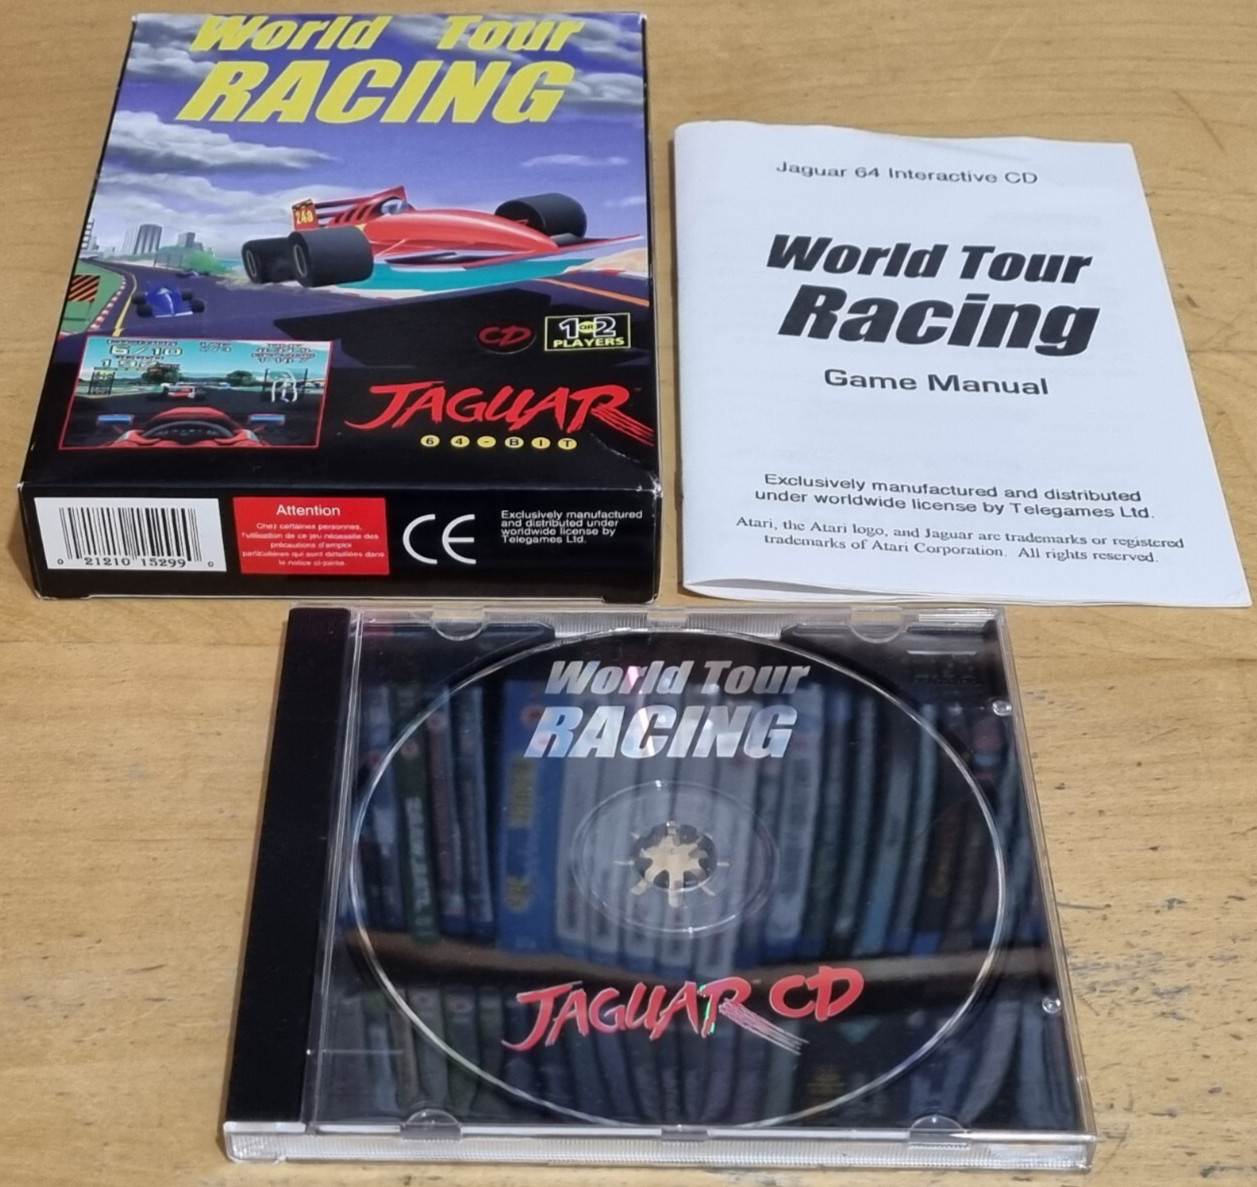 World Tour
RACING
240
CD
1 OR 2
PLAYERS
6/10
JAGUAR
64-BIT
0 21210 15299 0
Attention
Chez certaines personnes,
l'utilisation de ce jeu nécessite des
précautions d'emploi
particulières qui sont détaillées dans
la notice ci-jointe.
CE
Exclusively manufactured
and distributed under
worldwide license by
Telegames Ltd.
Jaguar 64 Interactive CD
World Tour
Racing
Game Manual
Exclusively manufactured and distributed
under worldwide license by Telegames Ltd.
Atari, the Atari logo, and Jaguar are trademarks or registered
trademarks of Atari Corporation. All rights reserved.
World Tour
RACING
JAGUAR CD